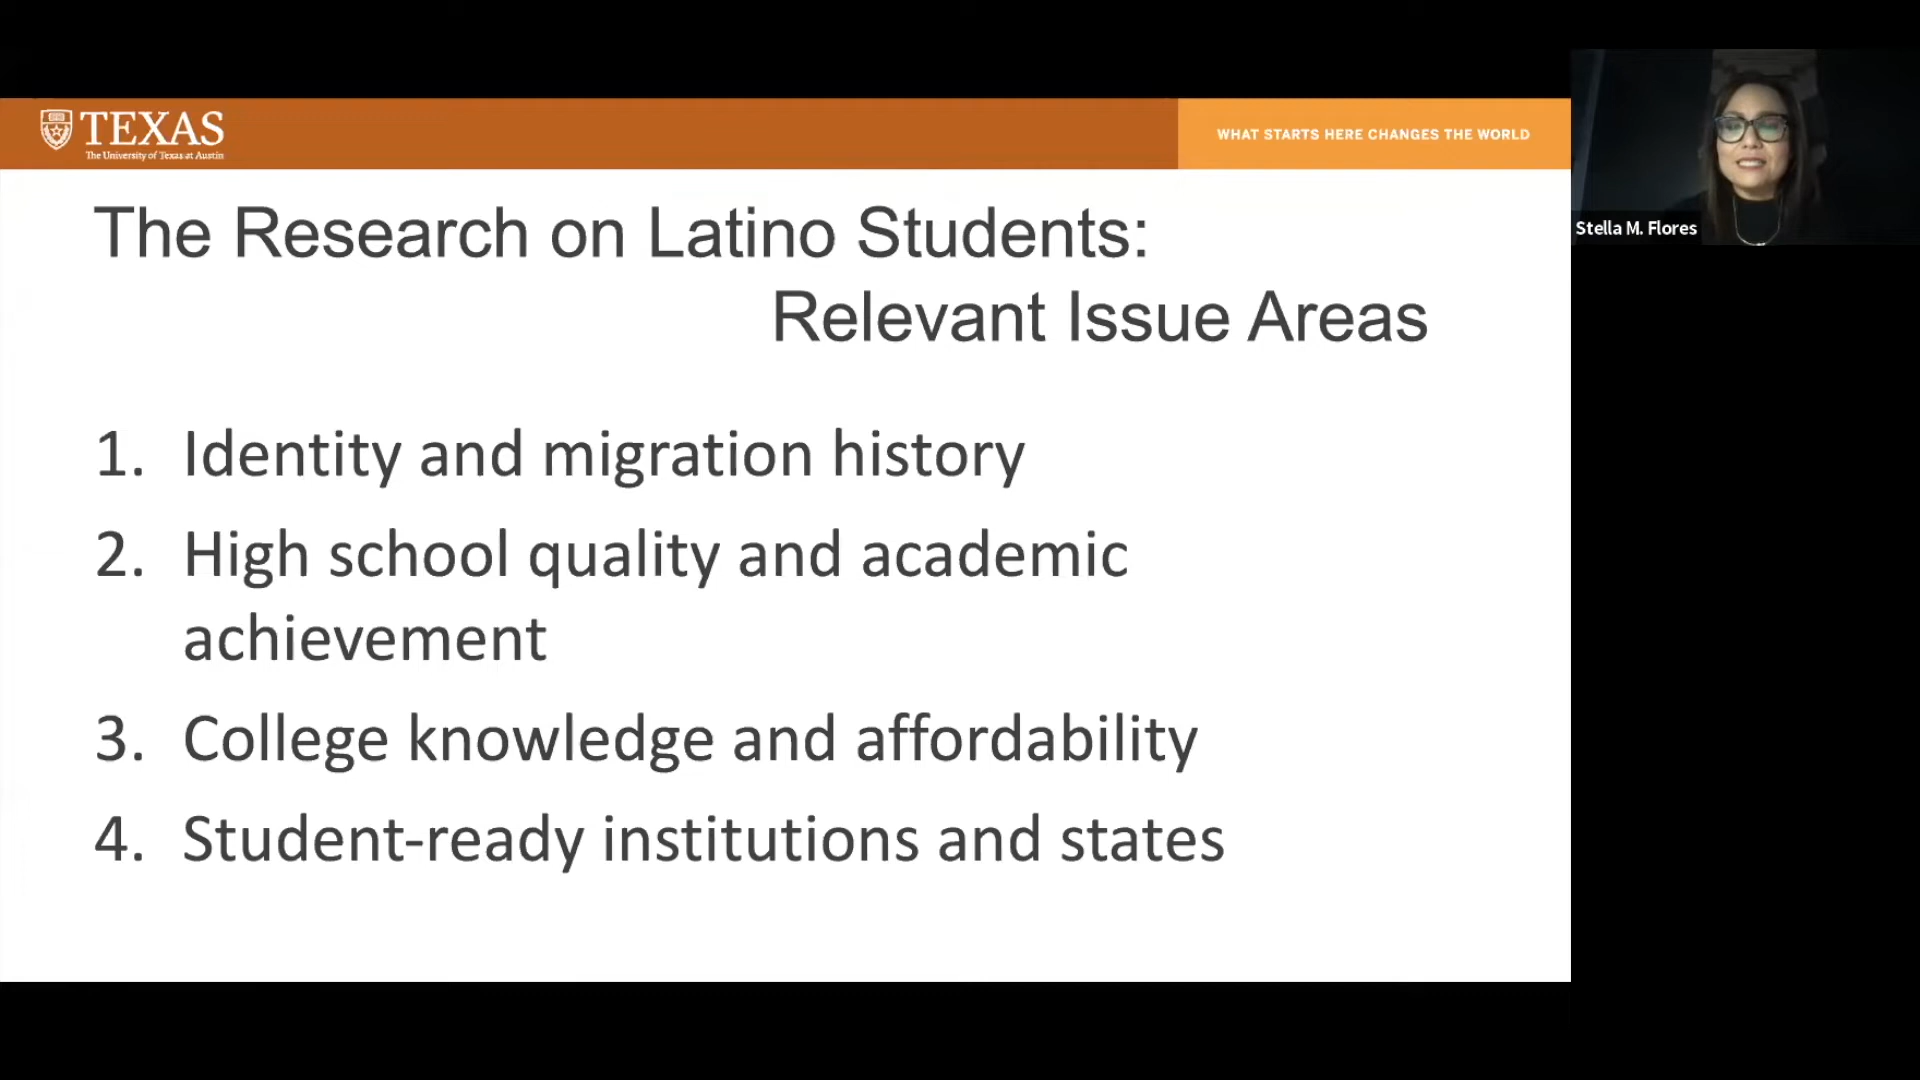 TEXAS
The University of Texas at Austin
WHAT STARTS HERE CHANGES THE WORLD
Stella M. Flores
The Research on Latino Students:
Relevant Issue Areas
1. Identity and migration history
2. High school quality and academic
achievement
3. College knowledge and affordability
4. Student-ready institutions and states